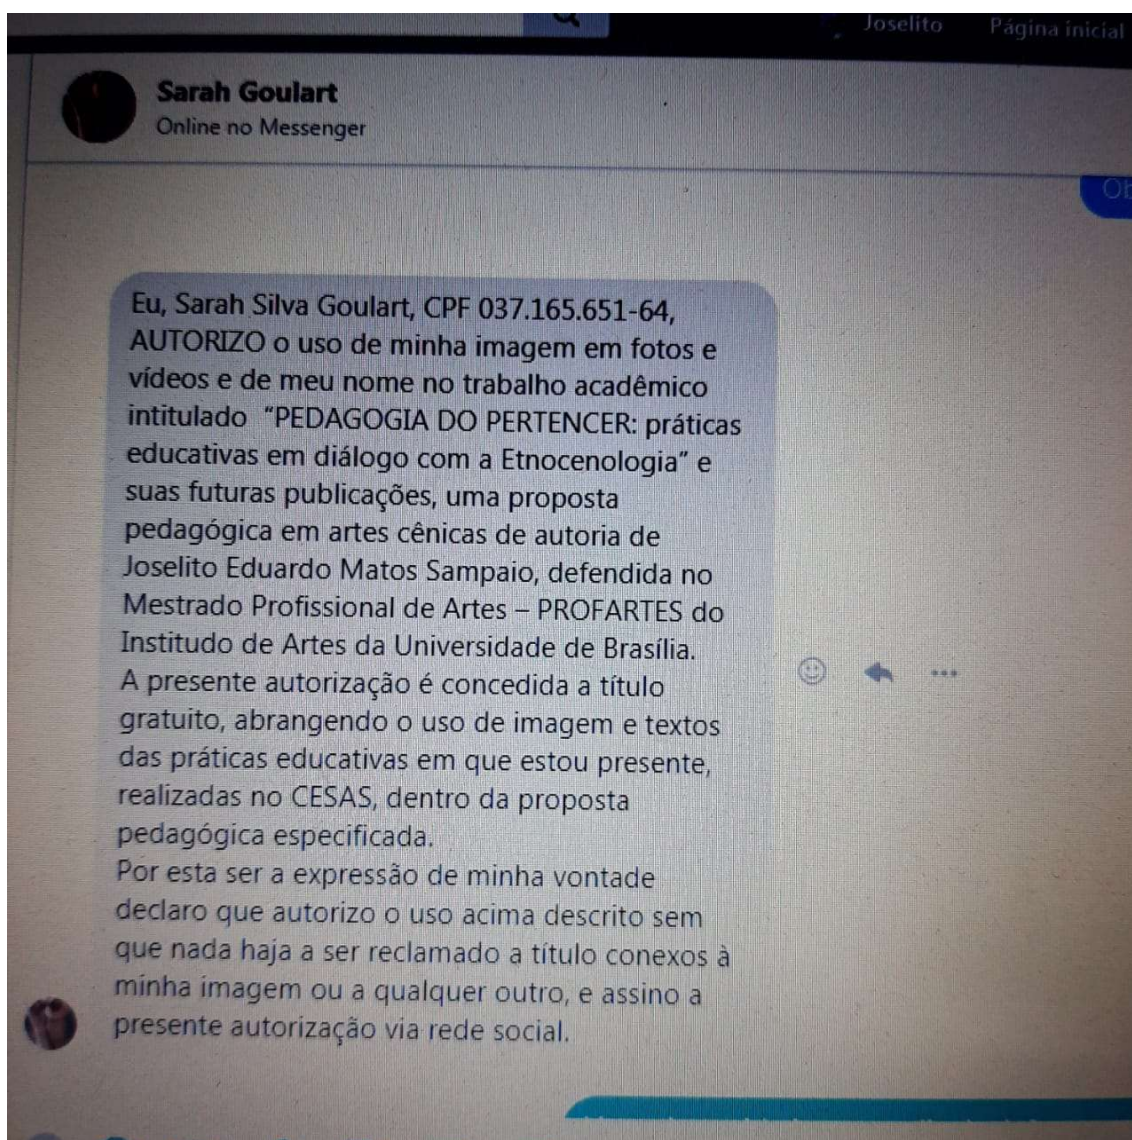 Joselito Página inicial
Sarah Goulart
Online no Messenger
Eu, Sarah Silva Goulart, CPF 037.165.651-64,
AUTORIZO o uso de minha imagem em fotos e
vídeos e de meu nome no trabalho acadêmico
intitulado "PEDAGOGIA DO PERTENCER: práticas
educativas em diálogo com a Etnocenologia" e
suas futuras publicações, uma proposta
pedagógica em artes cênicas de autoria de
Joselito Eduardo Matos Sampaio, defendida no
Mestrado Profissional de Artes – PROFARTES do
Institudo de Artes da Universidade de Brasília.
A presente autorização é concedida a título
gratuito, abrangendo o uso de imagem e textos
das práticas educativas em que estou presente,
realizadas no CESAS, dentro da proposta
pedagógica especificada.
Por esta ser a expressão de minha vontade
declaro que autorizo o uso acima descrito sem
que nada haja a ser reclamado a título conexos à
minha imagem ou a qualquer outro, e assino a
presente autorização via rede social.